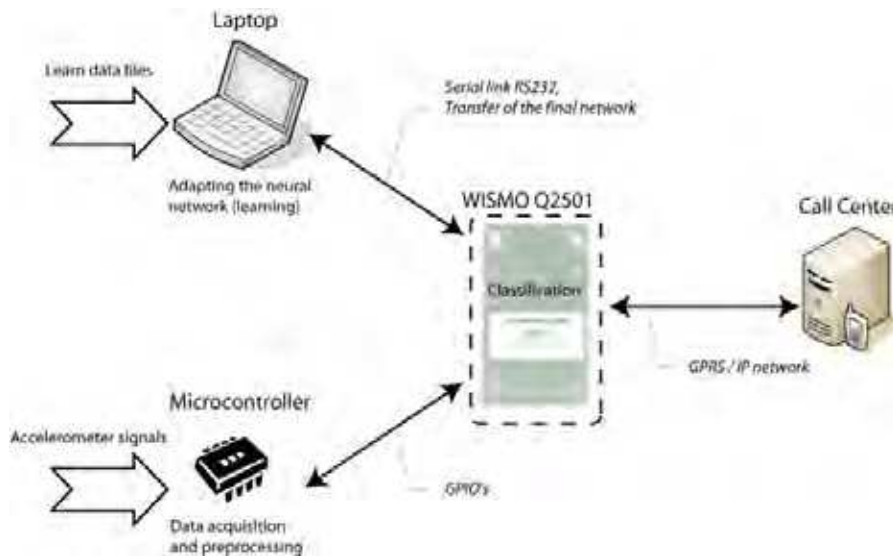 Laptop
Learn data files
Serial link RS232,
Transfer of the final network
Adapting the neural
network (learning)
WISMO Q2501
Call Center
Classification
GPRS / IP network
Microcontroller
Accelerometer signals
GPIO's
Data acquisition
and preprocessing